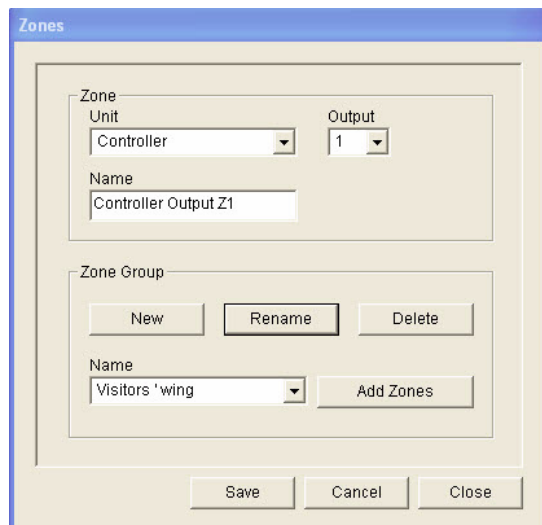 Zones
Zone
Unit Output
Controller 1
Name
Controller Output Z1
Zone Group
New Rename Delete
Name
Visitors 'wing Add Zones
Save Cancel Close